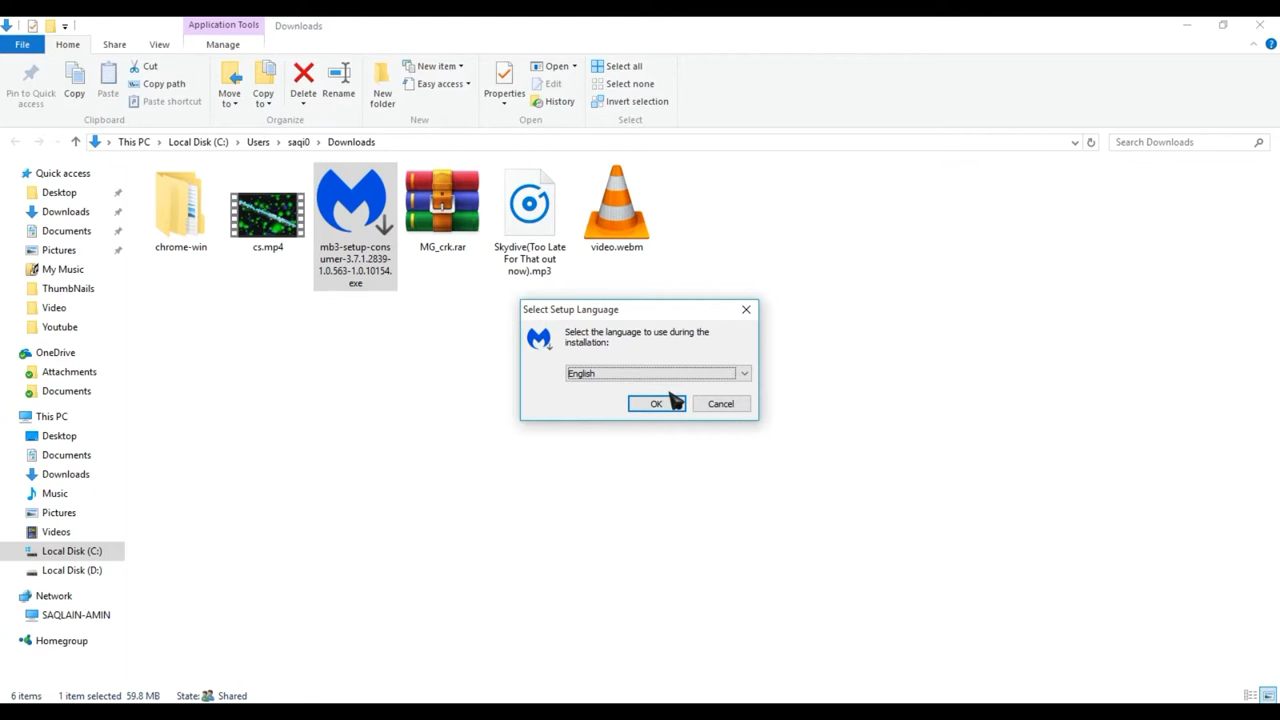 Application Tools
Downloads
File
Home
Share
View
Manage
Pin to Quick
access
Copy
Paste
Cut
Copy path
Paste shortcut
Clipboard
Move
to
Copy
to
Delete
Rename
Organize
New
folder
New item
Easy access
New
Properties
Open
Edit
History
Open
Select all
Select none
Invert selection
Select
This PC
Local Disk (C:)
Users
saqi0
Downloads
Search Downloads
Quick access
Desktop
Downloads
Documents
Pictures
My Music
ThumbNails
Video
Youtube
OneDrive
Attachments
Documents
This PC
Desktop
Documents
Downloads
Music
Pictures
Videos
Local Disk (C:)
Local Disk (D:)
Network
SAQLAIN-AMIN
Homegroup
chrome-win
cs.mp4
mb3-setup-cons
umer-3.7.1.2839-
1.0.563-1.0.10154.
exe
MG_crk.rar
Skydive(Too Late
For That out
now).mp3
video.webm
Select Setup Language
Select the language to use during the
installation:
English
OK
Cancel
6 items
1 item selected 59.8 MB
State:
Shared